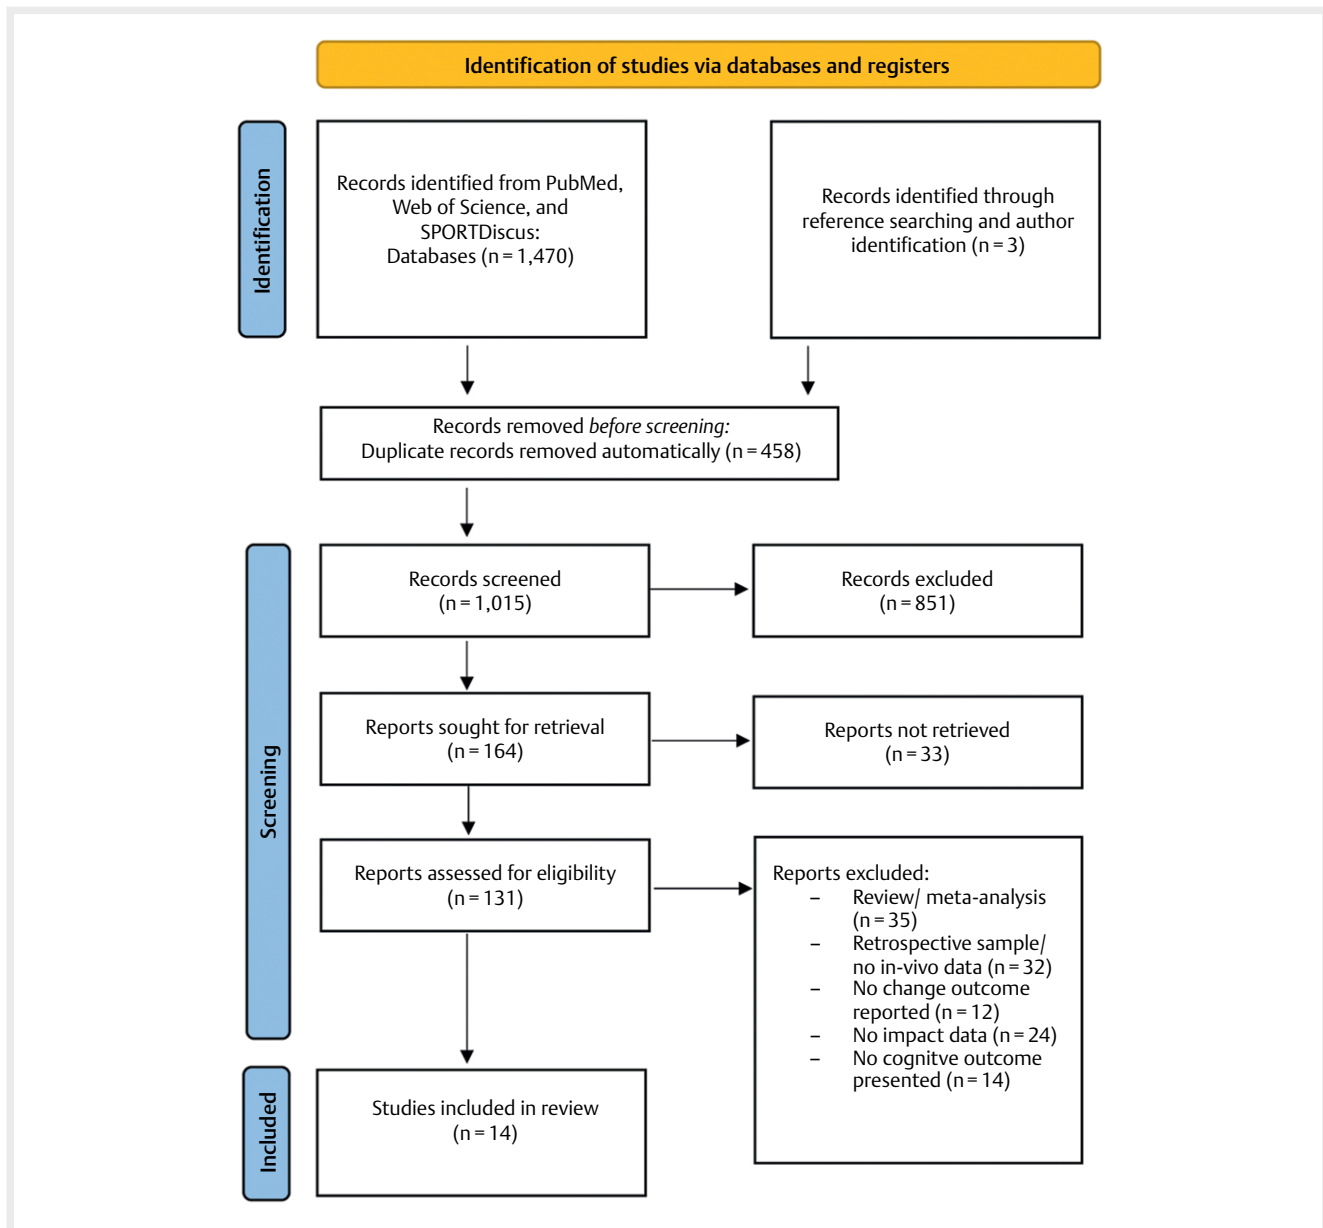 Identification of studies via databases and registers
Identification
Records identified from PubMed,
Web of Science, and
SPORTDiscus:
Databases (n = 1,470)
Records identified through
reference searching and author
identification (n = 3)
Records removed before screening:
Duplicate records removed automatically (n = 458)
Screening
Records screened
(n = 1,015)
Records excluded
(n = 851)
Reports sought for retrieval
(n = 164)
Reports not retrieved
(n = 33)
Reports assessed for eligibility
(n = 131)
Reports excluded:
– Review/ meta-analysis
(n = 35)
– Retrospective sample/
no in-vivo data (n = 32)
– No change outcome
reported (n = 12)
– No impact data (n = 24)
– No cognitve outcome
presented (n = 14)
Included
Studies included in review
(n = 14)